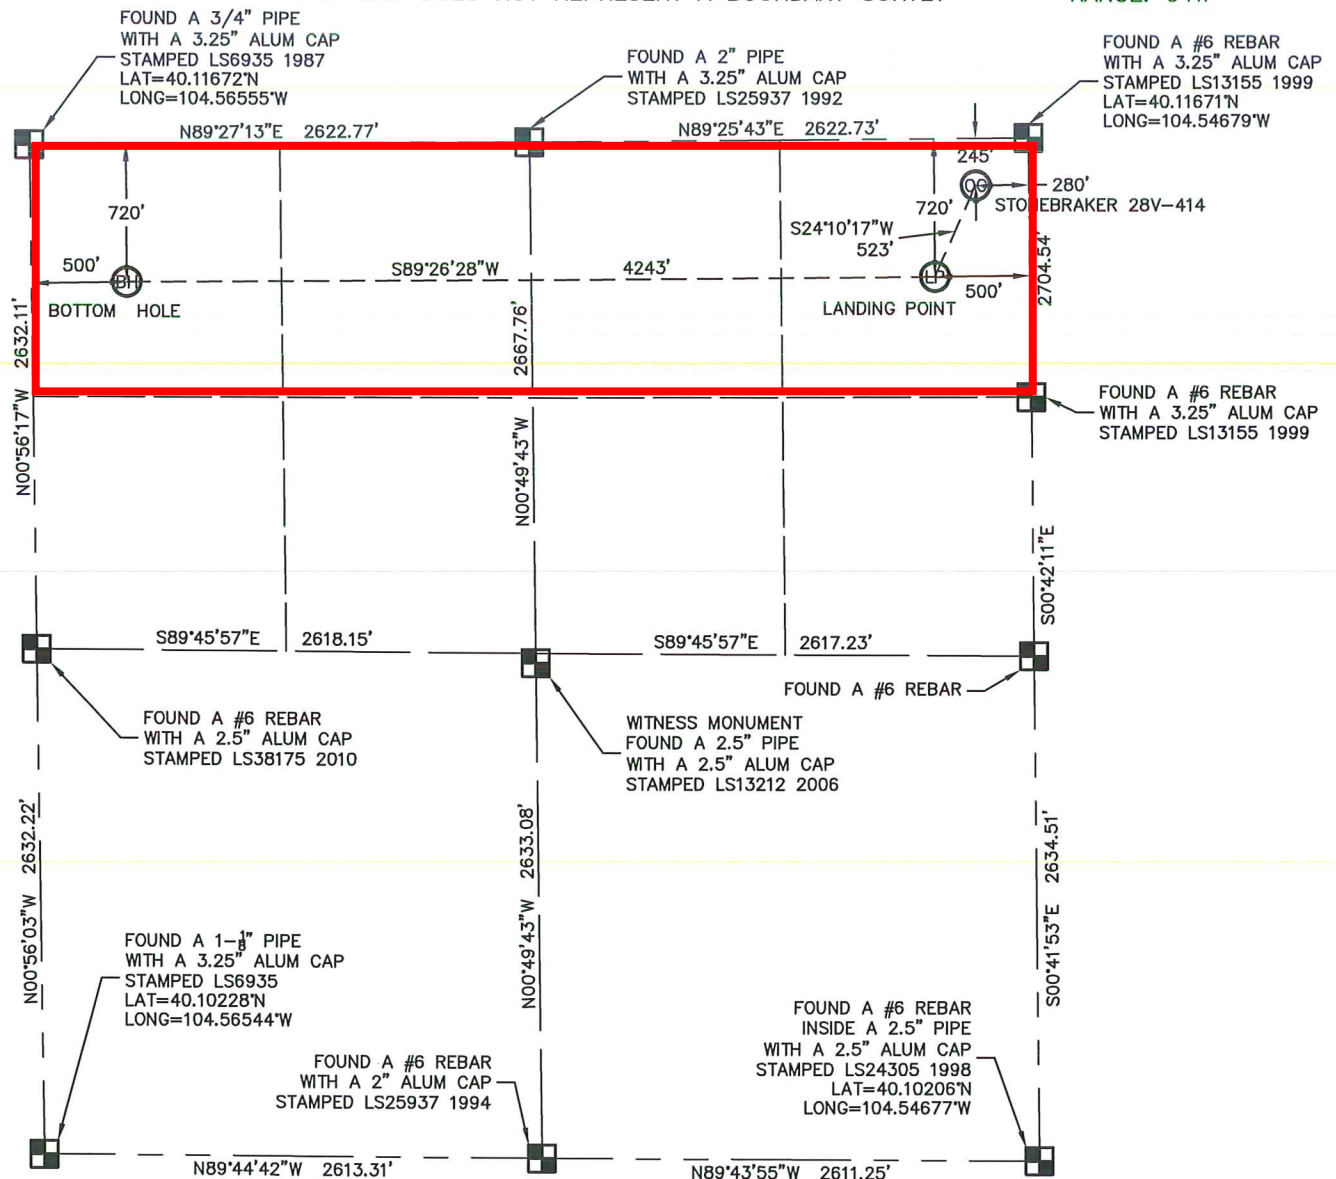 FOUND A 3/4" PIPE
WITH A 3.25" ALUM CAP
STAMPED LS6935 1987
LAT=40.11672°N
LONG=104.56555°W
FOUND A 2" PIPE
WITH A 3.25" ALUM CAP
STAMPED LS25937 1992
FOUND A #6 REBAR
WITH A 3.25" ALUM CAP
STAMPED LS13155 1999
LAT=40.11671°N
LONG=104.54679°W
N89°27'13"E 2622.77'
N89°25'43"E 2622.73'
245'
OG
280'
STONEBRAKER 28V-414
720'
720'
S24°10'17"W
523'
500'
BH
S89°26'28"W 4243'
LP
500'
BOTTOM HOLE
LANDING POINT
N00°56'17"W 2632.11'
N00°49'43"W 2667.76'
2704.54'
S00°42'11"E
FOUND A #6 REBAR
WITH A 3.25" ALUM CAP
STAMPED LS13155 1999
S89°45'57"E 2618.15'
S89°45'57"E 2617.23'
FOUND A #6 REBAR
FOUND A #6 REBAR
WITH A 2.5" ALUM CAP
STAMPED LS38175 2010
WITNESS MONUMENT
FOUND A 2.5" PIPE
WITH A 2.5" ALUM CAP
STAMPED LS13212 2006
N00°56'03"W 2632.22'
N00°49'43"W 2633.08'
S00°41'53"E 2634.51'
FOUND A 1-1/8" PIPE
WITH A 3.25" ALUM CAP
STAMPED LS6935
LAT=40.10228°N
LONG=104.56544°W
FOUND A #6 REBAR
WITH A 2" ALUM CAP
STAMPED LS25937 1994
FOUND A #6 REBAR
INSIDE A 2.5" PIPE
WITH A 2.5" ALUM CAP
STAMPED LS24305 1998
LAT=40.10206°N
LONG=104.54677°W
N89°44'42"W 2613.31'
N89°43'55"W 2611.25'